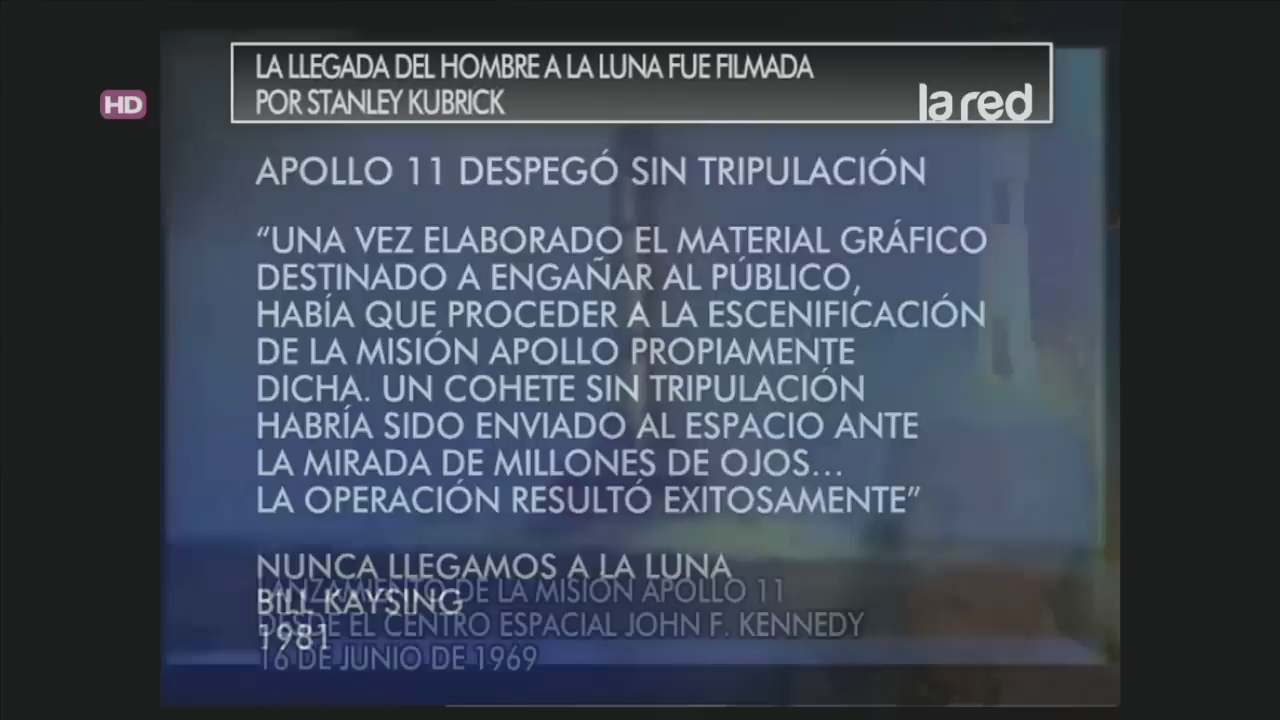 LA LLEGADA DEL HOMBRE A LA LUNA FUE FILMADA
POR STANLEY KUBRICK
la red
HD
APOLLO 11 DESPEGÓ SIN TRIPULACIÓN
“UNA VEZ ELABORADO EL MATERIAL GRÁFICO
DESTINADO A ENGAÑAR AL PÚBLICO,
HABÍA QUE PROCEDER A LA ESCENIFICACIÓN
DE LA MISIÓN APOLLO PROPIAMENTE
DICHA. UN COHETE SIN TRIPULACIÓN
HABRÍA SIDO ENVIADO AL ESPACIO ANTE
LA MIRADA DE MILLONES DE OJOS...
LA OPERACIÓN RESULTÓ EXITOSAMENTE”
NUNCA LLEGAMOS A LA LUNA
BILL KAYSING
1981
LANZAMIENTO DE LA MISIÓN APOLLO 11
DESDE EL CENTRO ESPACIAL JOHN F. KENNEDY
16 DE JUNIO DE 1969